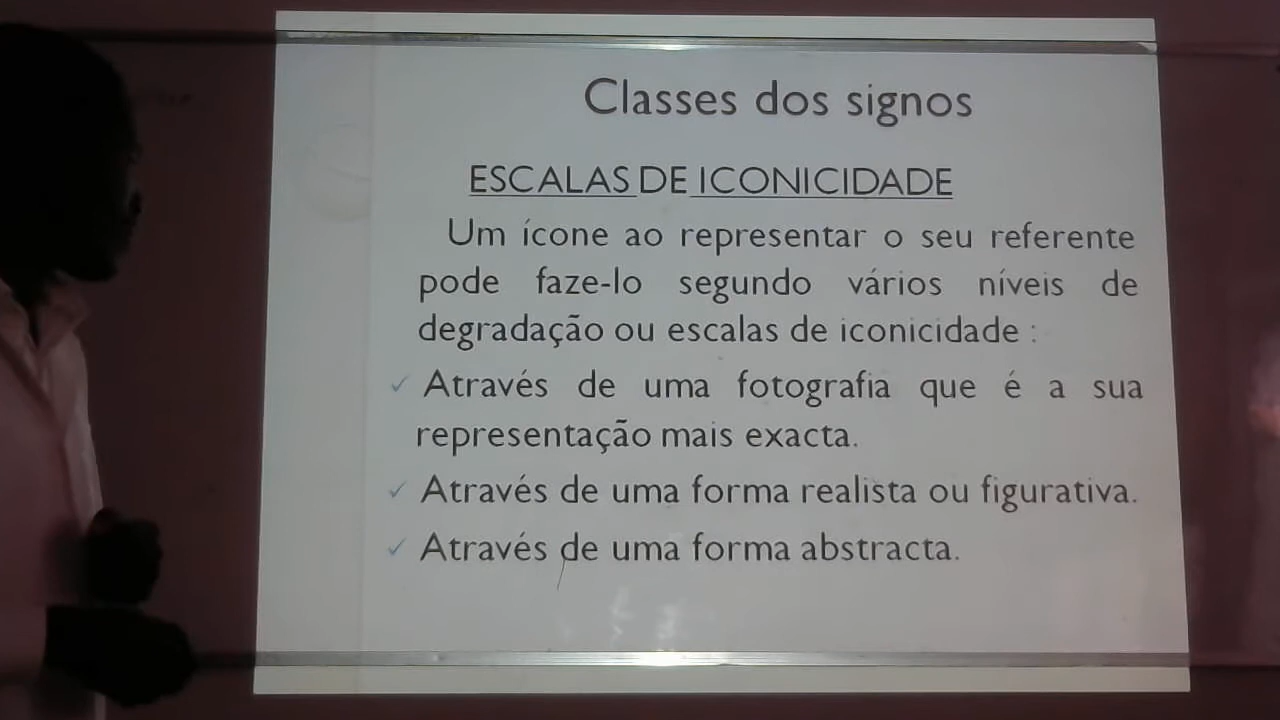 Classes dos signos
ESCALAS DE ICONICIDADE
Um ícone ao representar o seu referente
pode faze-lo segundo vários níveis de
degradação ou escalas de iconicidade :
✓ Através de uma fotografia que é a sua
representação mais exacta.
✓ Através de uma forma realista ou figurativa.
✓ Através de uma forma abstracta.